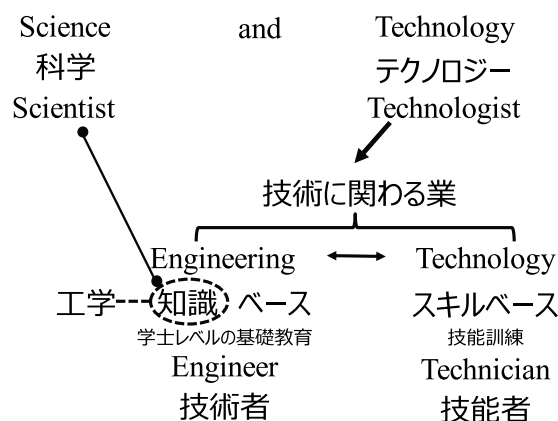 Science and Technology
科学 テクノロジー
Scientist Technologist
技術に関わる業
Engineering Technology
工学 知識 ベース スキルベース
学士レベルの基礎教育 技能訓練
Engineer Technician
技術者 技能者